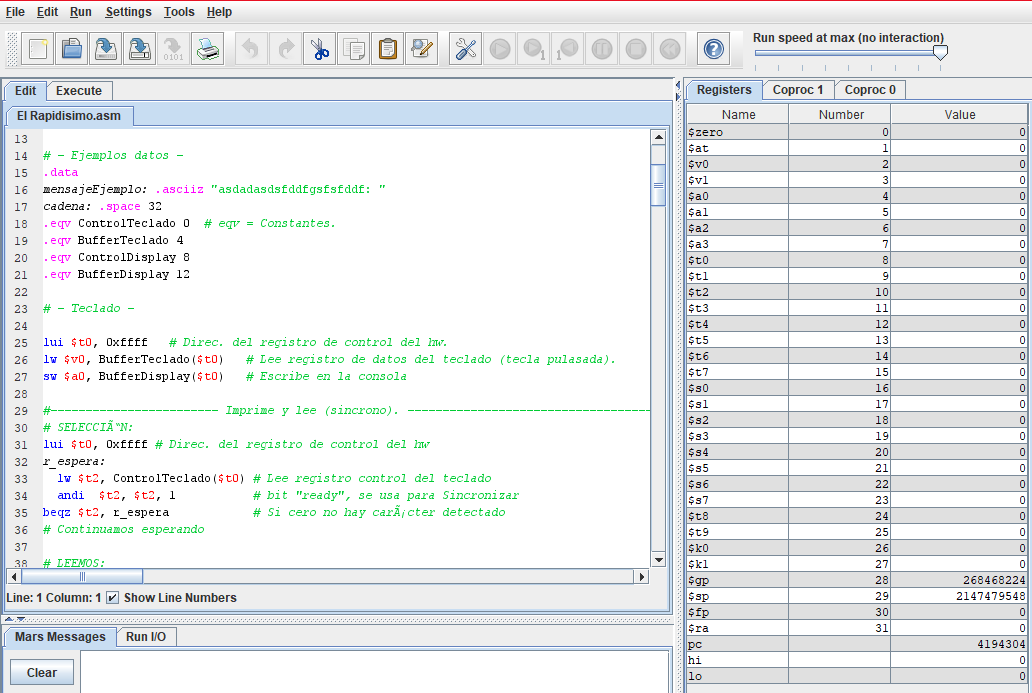 File Edit Run Settings Tools Help
Run speed at max (no interaction)
Edit Execute
El Rapidisimo.asm
13
14 # - Ejemplos datos -
15 .data
16 mensajeEjemplo: .asciiz "asdadasdsfddfgsfsfddf: "
17 cadena: .space 32
18 .eqv ControlTeclado 0 # eqv = Constantes.
19 .eqv BufferTeclado 4
20 .eqv ControlDisplay 8
21 .eqv BufferDisplay 12
22
23 # - Teclado -
24
25 lui $t0, 0xffff # Direc. del registro de control del hw.
26 lw $v0, BufferTeclado($t0) # Lee registro de datos del teclado (tecla pulasada).
27 sw $a0, BufferDisplay($t0) # Escribe en la consola
28
29 #------------------------ Imprime y lee (sincrono). -----------------------------------
30 # SELECCIÃ“N:
31 lui $t0, 0xffff # Direc. del registro de control del hw
32 r_espera:
33 lw $t2, ControlTeclado($t0) # Lee registro control del teclado
34 andi $t2, $t2, 1 # bit "ready", se usa para Sincronizar
35 beqz $t2, r_espera # Si cero no hay carÃ¡cter detectado
36 # Continuamos esperando
37
38 # LEEMOS:
Line: 1 Column: 1 Show Line Numbers
Mars Messages Run I/O
Clear
Registers Coproc 1 Coproc 0
Name Number Value
$zero 0 0
$at 1 0
$v0 2 0
$v1 3 0
$a0 4 0
$a1 5 0
$a2 6 0
$a3 7 0
$t0 8 0
$t1 9 0
$t2 10 0
$t3 11 0
$t4 12 0
$t5 13 0
$t6 14 0
$t7 15 0
$s0 16 0
$s1 17 0
$s2 18 0
$s3 19 0
$s4 20 0
$s5 21 0
$s6 22 0
$s7 23 0
$t8 24 0
$t9 25 0
$k0 26 0
$k1 27 0
$gp 28 268468224
$sp 29 2147479548
$fp 30 0
$ra 31 0
pc 4194304
hi 0
lo 0